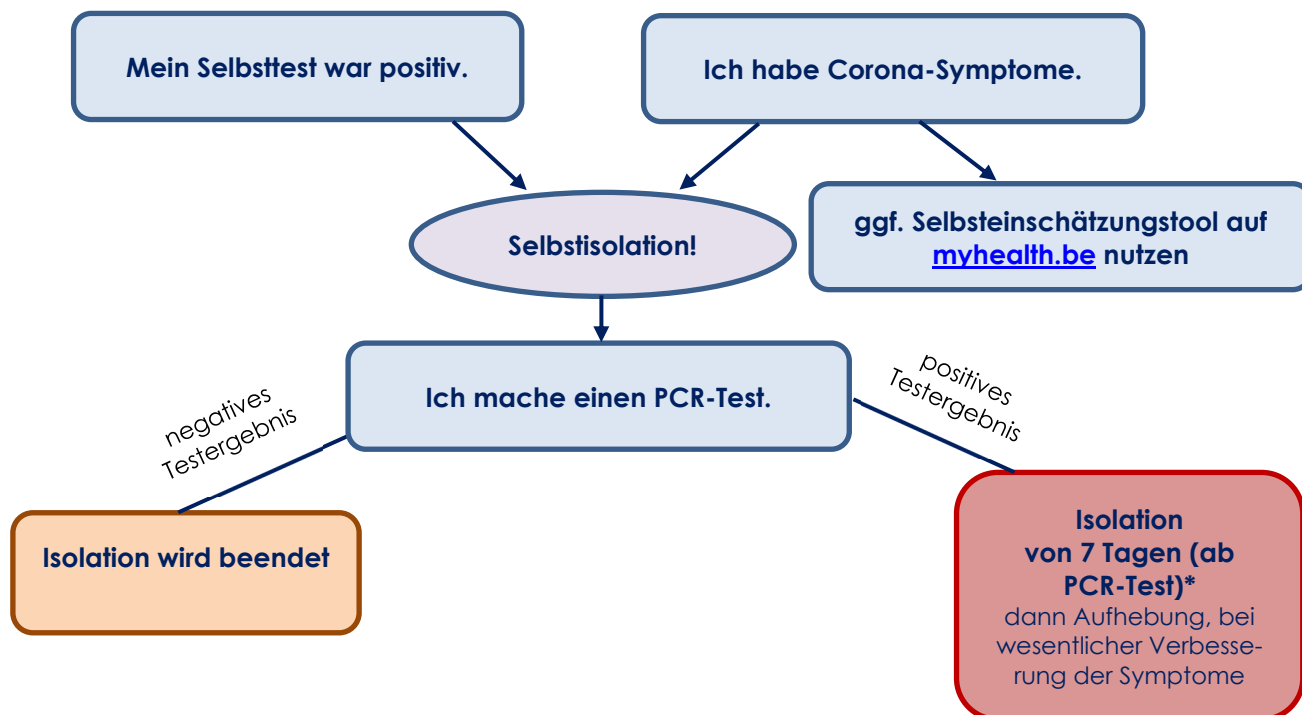 Mein Selbsttest war positiv.
Ich habe Corona-Symptome.
Selbstisolation!
ggf. Selbsteinschätzungstool auf
myhealth.be nutzen
Ich mache einen PCR-Test.
negatives
Testergebnis
positives
Testergebnis
Isolation wird beendet
Isolation
von 7 Tagen (ab
PCR-Test)*
dann Aufhebung, bei
wesentlicher Verbesse-
rung der Symptome